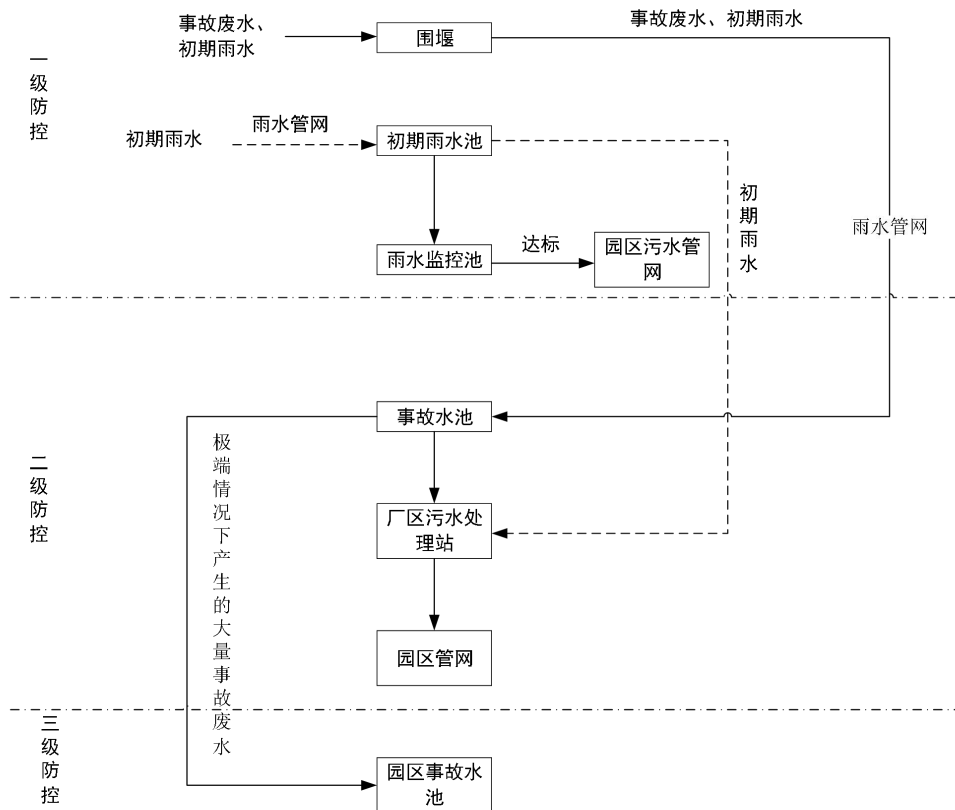 事故废水、
初期雨水
围堰
事故废水、初期雨水
一级防控
初期雨水
雨水管网
初期雨水池
初期雨水
雨水管网
雨水监控池
达标
园区污水管
网
二级防控
事故水池
极端情况下产生的大量事故废水
厂区污水处
理站
园区管网
三级防控
园区事故水
池